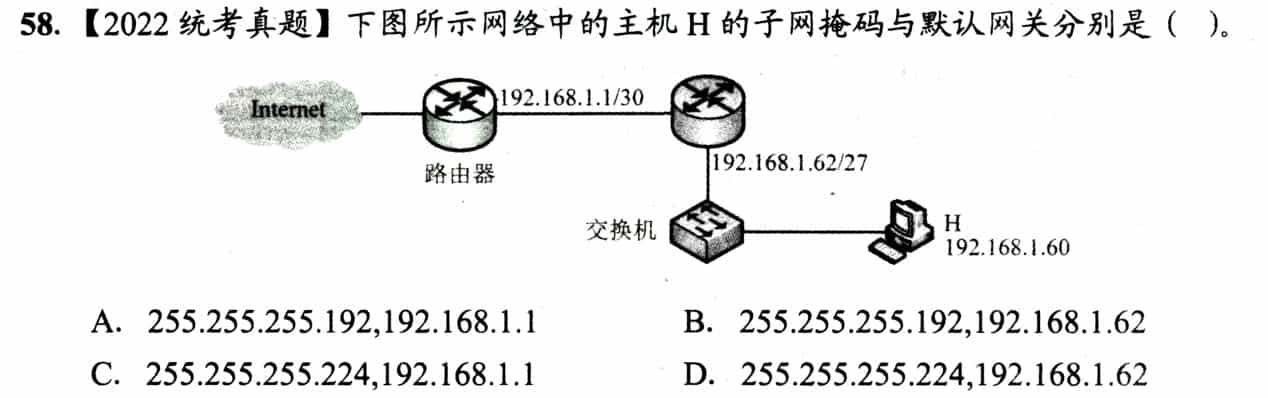 58.【2022 统考真题】下图所示网络中的主机 H 的子网掩码与默认网关分别是（ ）。
Internet
192.168.1.1/30
路由器
192.168.1.62/27
交换机
H
192.168.1.60
A. 255.255.255.192,192.168.1.1
B. 255.255.255.192,192.168.1.62
C. 255.255.255.224,192.168.1.1
D. 255.255.255.224,192.168.1.62